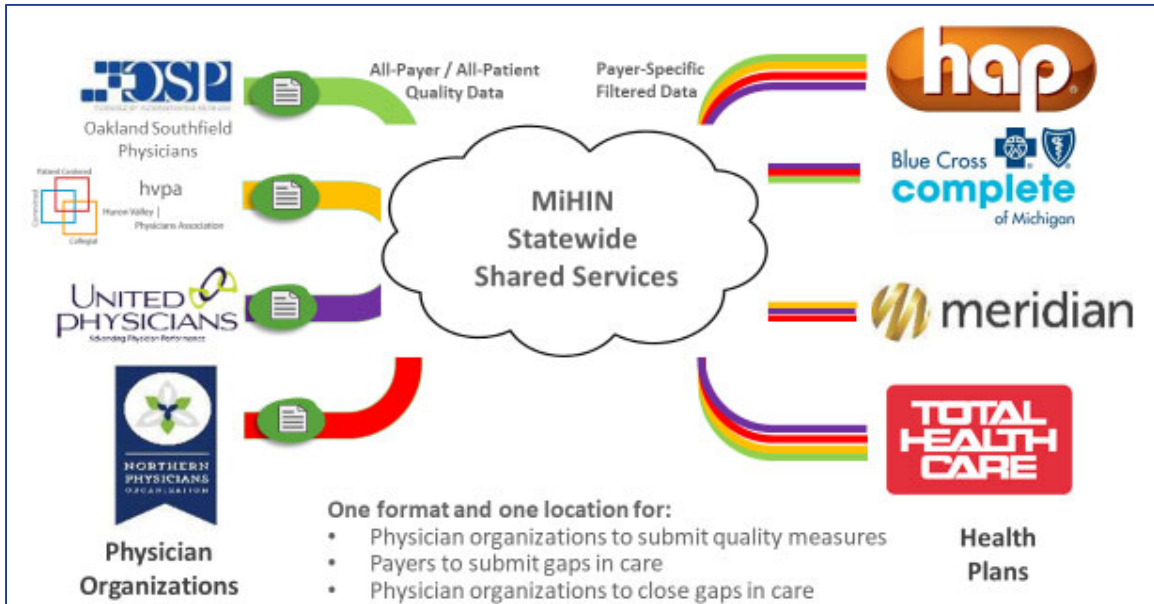 OSP
Oakland Southfield
Physicians
All-Payer / All-Patient
Quality Data
Payer-Specific
Filtered Data
hap
Patient Centered
Committed
Collegial
hvpa
Huron Valley |
Physicians Association
Blue Cross
complete
of Michigan
MiHIN
Statewide
Shared Services
UNITED
PHYSICIANS
Advancing Physician Performance
meridian
NORTHERN
PHYSICIANS
ORGANIZATION
TOTAL
HEALTH
CARE
Physician
Organizations
One format and one location for:
• Physician organizations to submit quality measures
• Payers to submit gaps in care
• Physician organizations to close gaps in care
Health
Plans